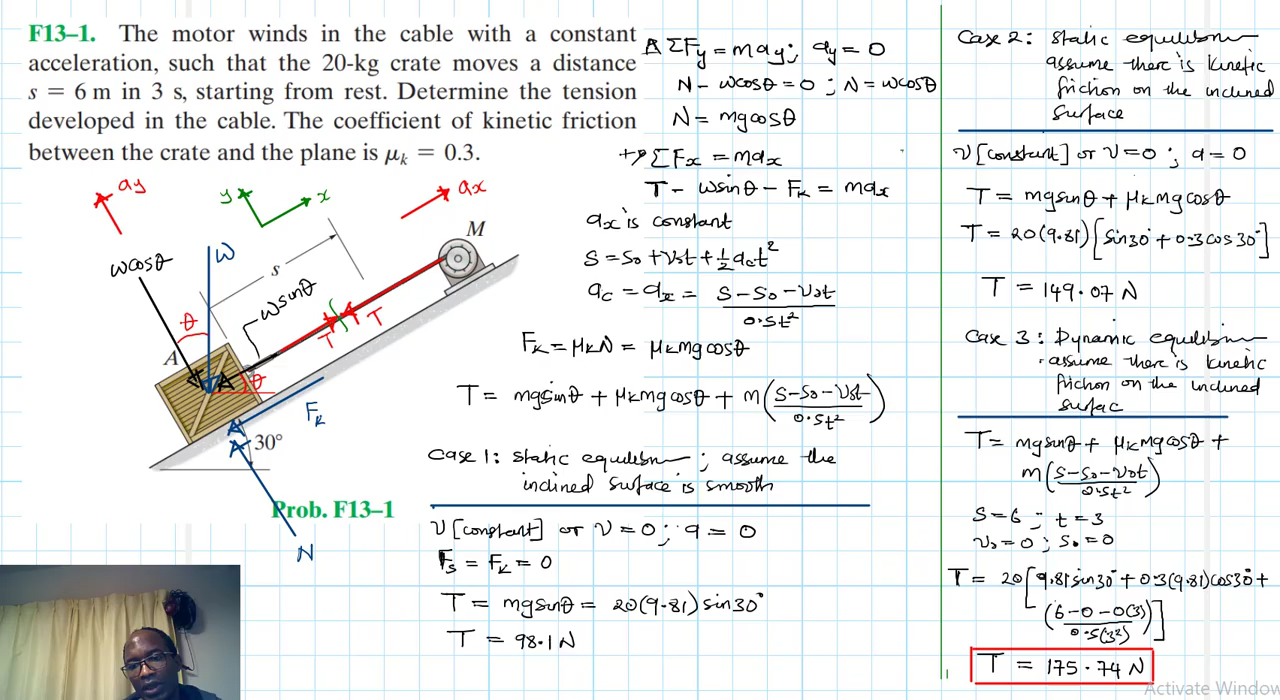 F13–1. The motor winds in the cable with a constant
acceleration, such that the 20-kg crate moves a distance
s = 6 m in 3 s, starting from rest. Determine the tension
developed in the cable. The coefficient of kinetic friction
between the crate and the plane is μk = 0.3.
ay
y
x
ax
M
W
wcosθ
s
wsinθ
θ
T
T
A
θ
Fk
30°
Prob. F13–1
N
ΣFy = may; ay = 0
N - wcosθ = 0; N = wcosθ
N = mgcosθ
+ ΣFx = max
T - wsinθ - Fk = max
ax is constant
S = S0 + V0t + 1/2 act²
ac = ax = (S - S0 - V0t)/(0.5t²)
Fk = μkN = μkmgcosθ
T = mgsinθ + μkmgcosθ + m((S - S0 - V0t)/(0.5t²))
Case 1: static equilibm; assume the
inclined surface is smooth
V [constant] or V = 0; a = 0
Fs = Fk = 0
T = mgsinθ = 20(9.81) sin30°
T = 98.1 N
Case 2: static equilibm
assume there is kinetic
friction on the inclined
surface
V [constant] or V = 0; a = 0
T = mgsinθ + μkmgcosθ
T = 20(9.81)[sin30° + 0.3cos30°]
T = 149.07 N
Case 3: Dynamic equilibm
assume there is kinetic
friction on the inclined
surfac
T = mgsinθ + μkmgcosθ +
m((S - S0 - V0t)/(0.5t²))
S = 6; t = 3
V0 = 0; S0 = 0
T = 20[9.81sin30° + 0.3(9.81)cos30° +
((6 - 0 - 0(3))/(0.5(3²)))]
T = 175.74 N
Activate Window